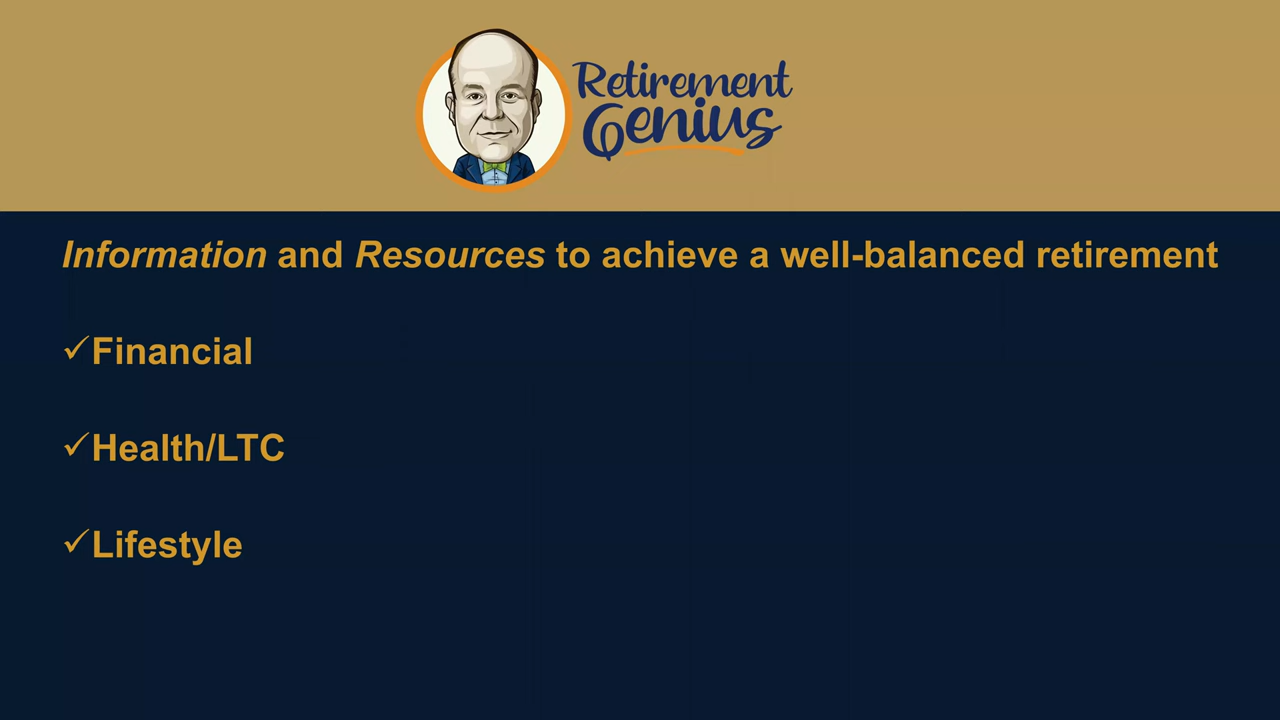 Retirement
Genius
Information and Resources to achieve a well-balanced retirement
✓Financial
✓Health/LTC
✓Lifestyle